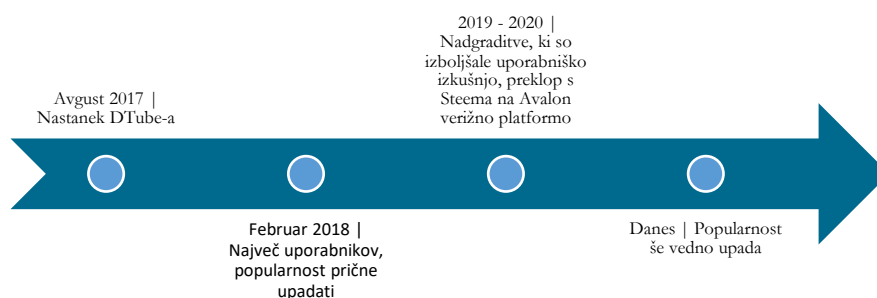 Avgust 2017 |
Nastanek DTube-a
Februar 2018 |
Največ uporabnikov,
popularnost prične
upadati
2019 - 2020 |
Nadgraditve, ki so
izboljšale uporabniško
izkušnjo, preklop s
Steema na Avalon
verižno platformo
Danes | Popularnost
še vedno upada